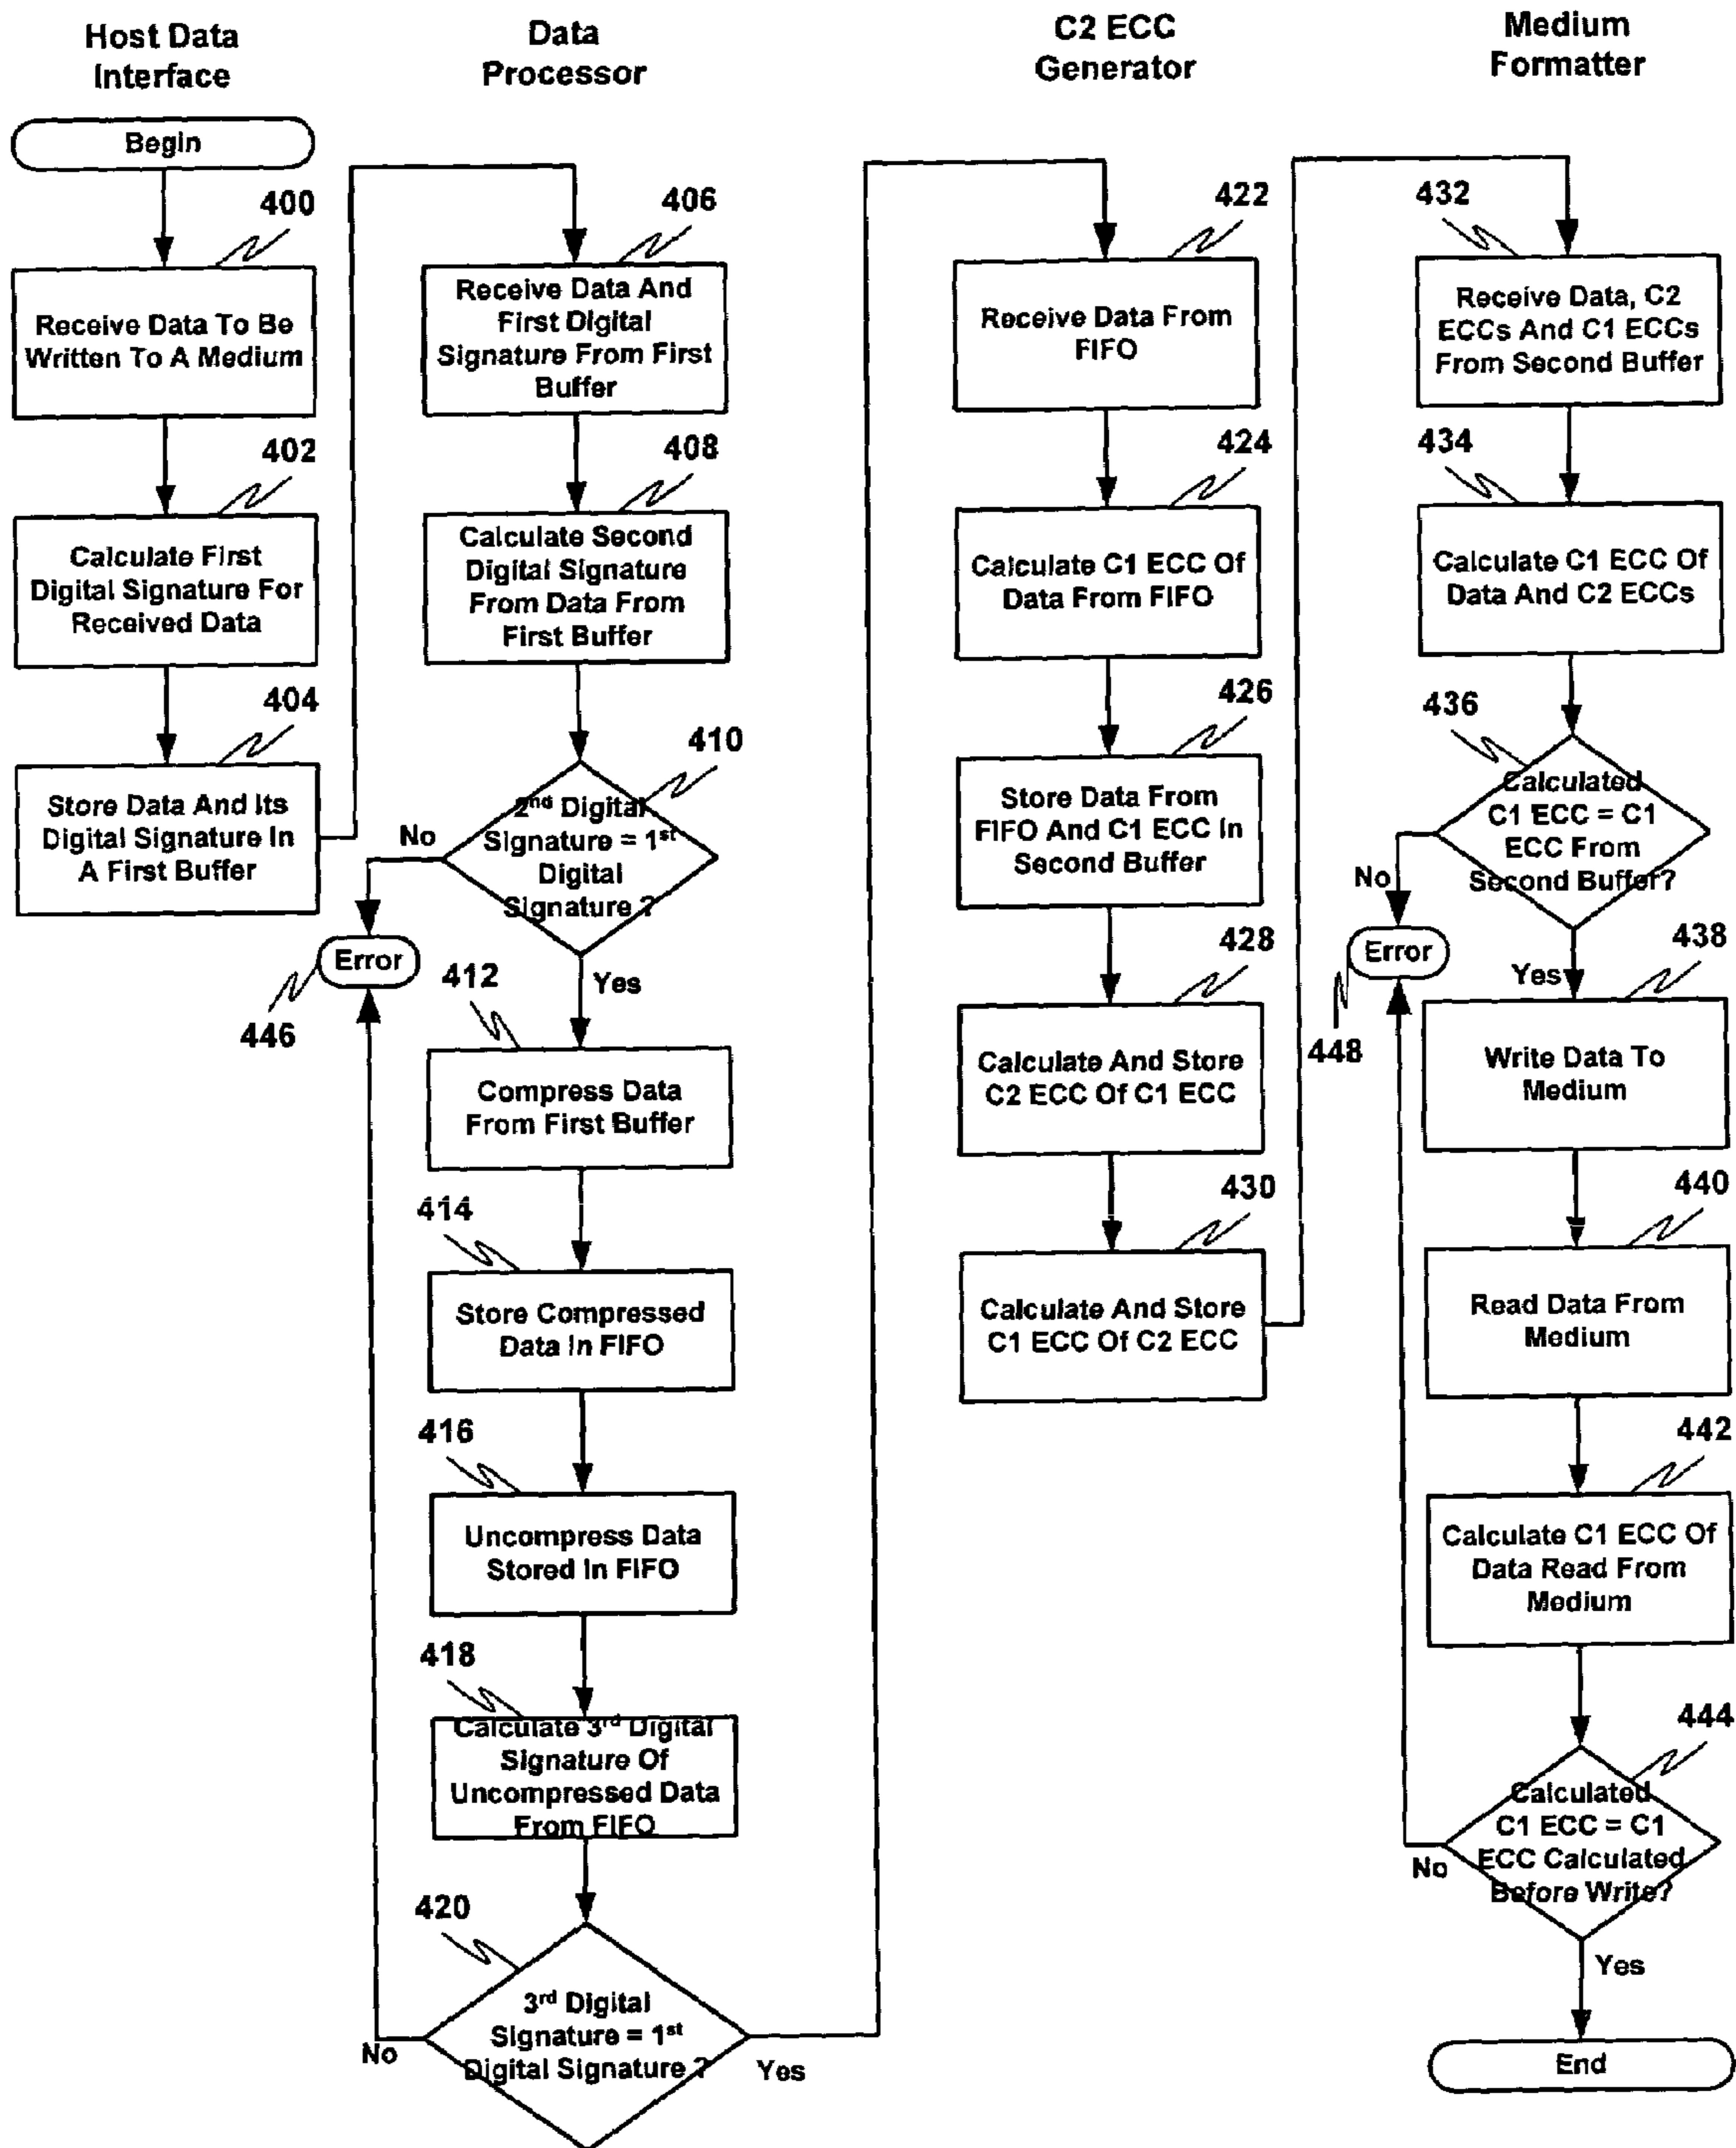 Host Data
Interface
Begin
400
Receive Data To Be
Written To A Medium
402
Calculate First
Digital Signature For
Received Data
404
Store Data And Its
Digital Signature In
A First Buffer
Data
Processor
406
Receive Data And
First Digital
Signature From First
Buffer
408
Calculate Second
Digital Signature
From Data From
First Buffer
410
2nd Digital
Signature = 1st
Digital
Signature ?
No
Error
446
Yes
412
Compress Data
From First Buffer
414
Store Compressed
Data In FIFO
416
Uncompress Data
Stored In FIFO
418
Calculate 3rd Digital
Signature Of
Uncompressed Data
From FIFO
420
3rd Digital
Signature = 1st
Digital Signature ?
No
Yes
C2 ECC
Generator
422
Receive Data From
FIFO
424
Calculate C1 ECC Of
Data From FIFO
426
Store Data From
FIFO And C1 ECC In
Second Buffer
428
Calculate And Store
C2 ECC Of C1 ECC
430
Calculate And Store
C1 ECC Of C2 ECC
Medium
Formatter
432
Receive Data, C2
ECCs And C1 ECCs
From Second Buffer
434
Calculate C1 ECC Of
Data And C2 ECCs
436
Calculated
C1 ECC = C1
ECC From
Second Buffer?
No
Error
448
Yes
438
Write Data To
Medium
440
Read Data From
Medium
442
Calculate C1 ECC Of
Data Read From
Medium
444
Calculated
C1 ECC = C1
ECC Calculated
Before Write?
No
Yes
End